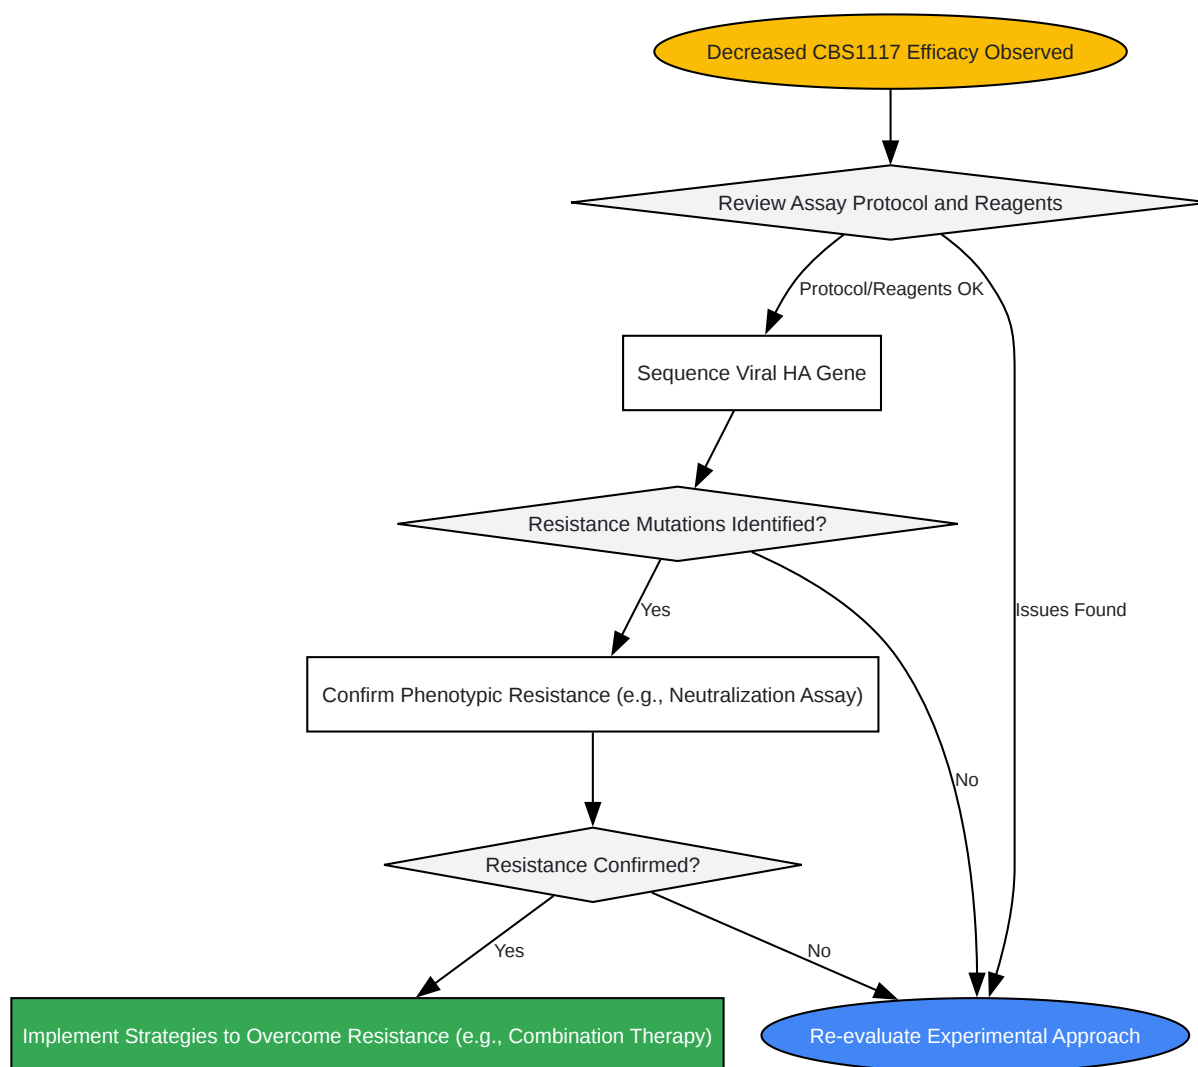 Decreased CBS1117 Efficacy Observed
Review Assay Protocol and Reagents
Protocol/Reagents OK
Sequence Viral HA Gene
Resistance Mutations Identified?
Yes
Issues Found
Confirm Phenotypic Resistance (e.g., Neutralization Assay)
No
Resistance Confirmed?
Yes
No
Implement Strategies to Overcome Resistance (e.g., Combination Therapy)
Re-evaluate Experimental Approach